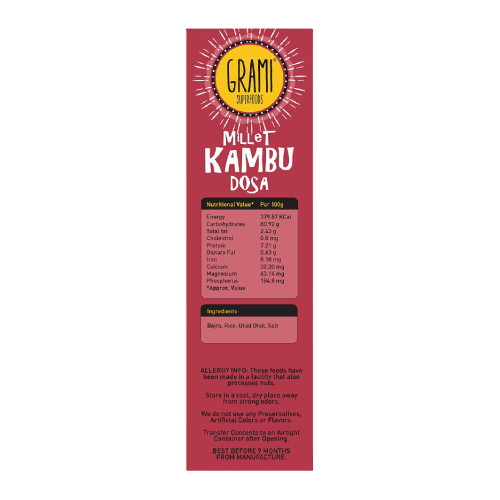 GRAMI®
SUPERFOODS
MiLLeT
KAMBU
DOSA
Nutritional Value* Per 100g
Energy 379.87 KCal
Carbohydrates 80.92 g
Total fat 2.43 g
Cholestrol 0.0 mg
Protein 7.21 g
Dietary Fat 0.63 g
Iron 8.10 mg
Calcium 32.30 mg
Magnesium 63.14 mg
Phosphorus 184.8 mg
*Approx. Value
Ingredients
Bajra, Rice, Urad Dhal, Salt
ALLERGY INFO: These foods have
been made in a facility that also
processes nuts.
Store in a cool, dry place away
from strong odors.
We do not use any Preservatives,
Artificial Colors or Flavors.
Transfer Contents to an Airtight
Container after Opening.
BEST BEFORE 9 MONTHS
FROM MANUFACTURE.